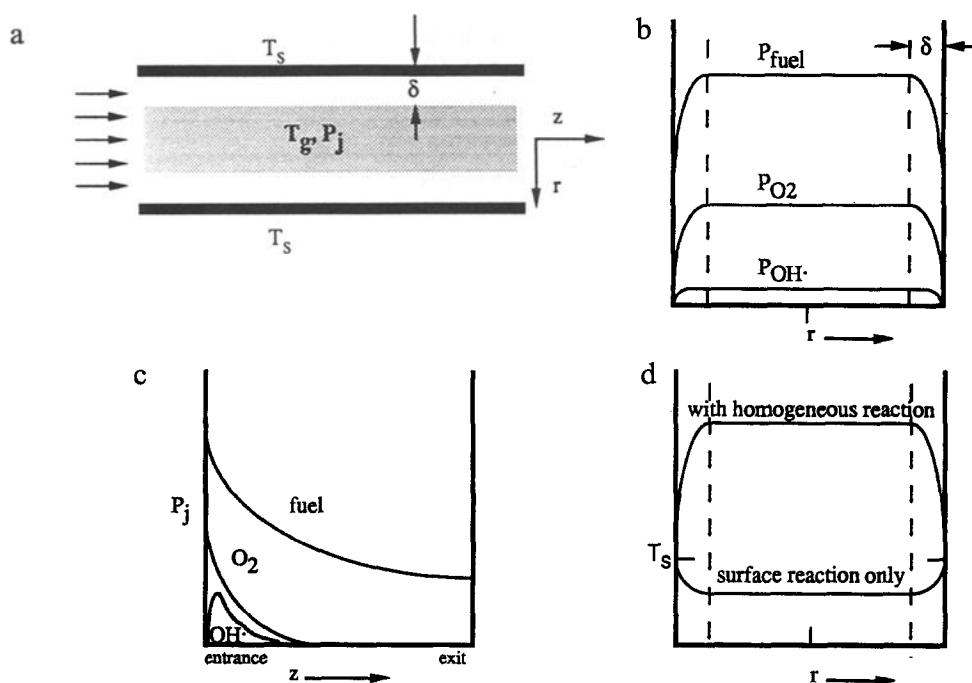 a
T_s
δ
T_g, P_j
z
r
T_s
b
P_fuel
δ
P_O2
P_OH·
r
c
P_j
fuel
O_2
OH·
entrance
exit
z
d
with homogeneous reaction
T_s
surface reaction only
r